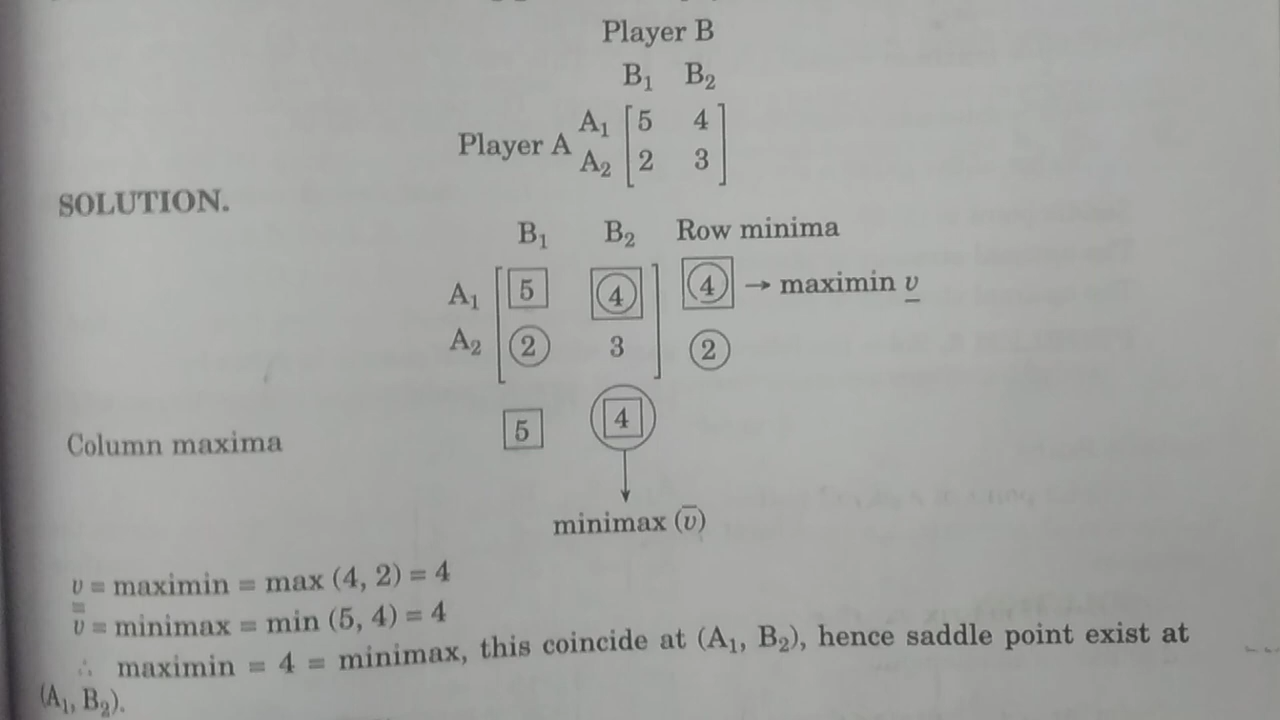 Player B
B₁ B₂
A₁ 5 4
Player A
A₂ 2 3
SOLUTION.
B₁ B₂ Row minima
A₁ 5 4 4 → maximin v
A₂ 2 3 2
5 4
Column maxima
minimax (v̅)
v = maximin = max (4, 2) = 4
v = minimax = min (5, 4) = 4
∴ maximin = 4 = minimax, this coincide at (A₁, B₂), hence saddle point exist at
(A₁, B₂).